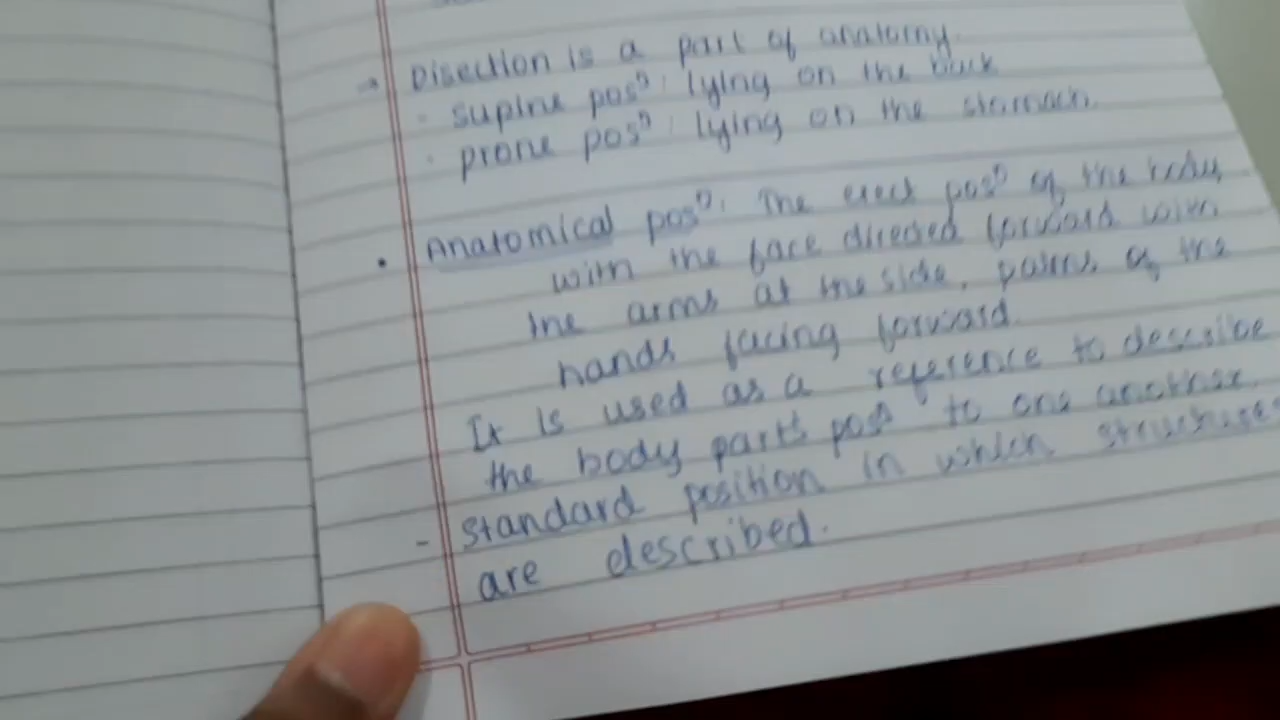 → Disection is a part of anatomy.
· supine posⁿ: lying on the back
· prone posⁿ: lying on the stomach.
• Anatomical posⁿ: The erect posⁿ of the body
with the face directed forward with
the arms at the side, palms of the
hands facing forward.
It is used as a reference to describe
the body parts posⁿ to one another.
- standard position in which structures
are described.